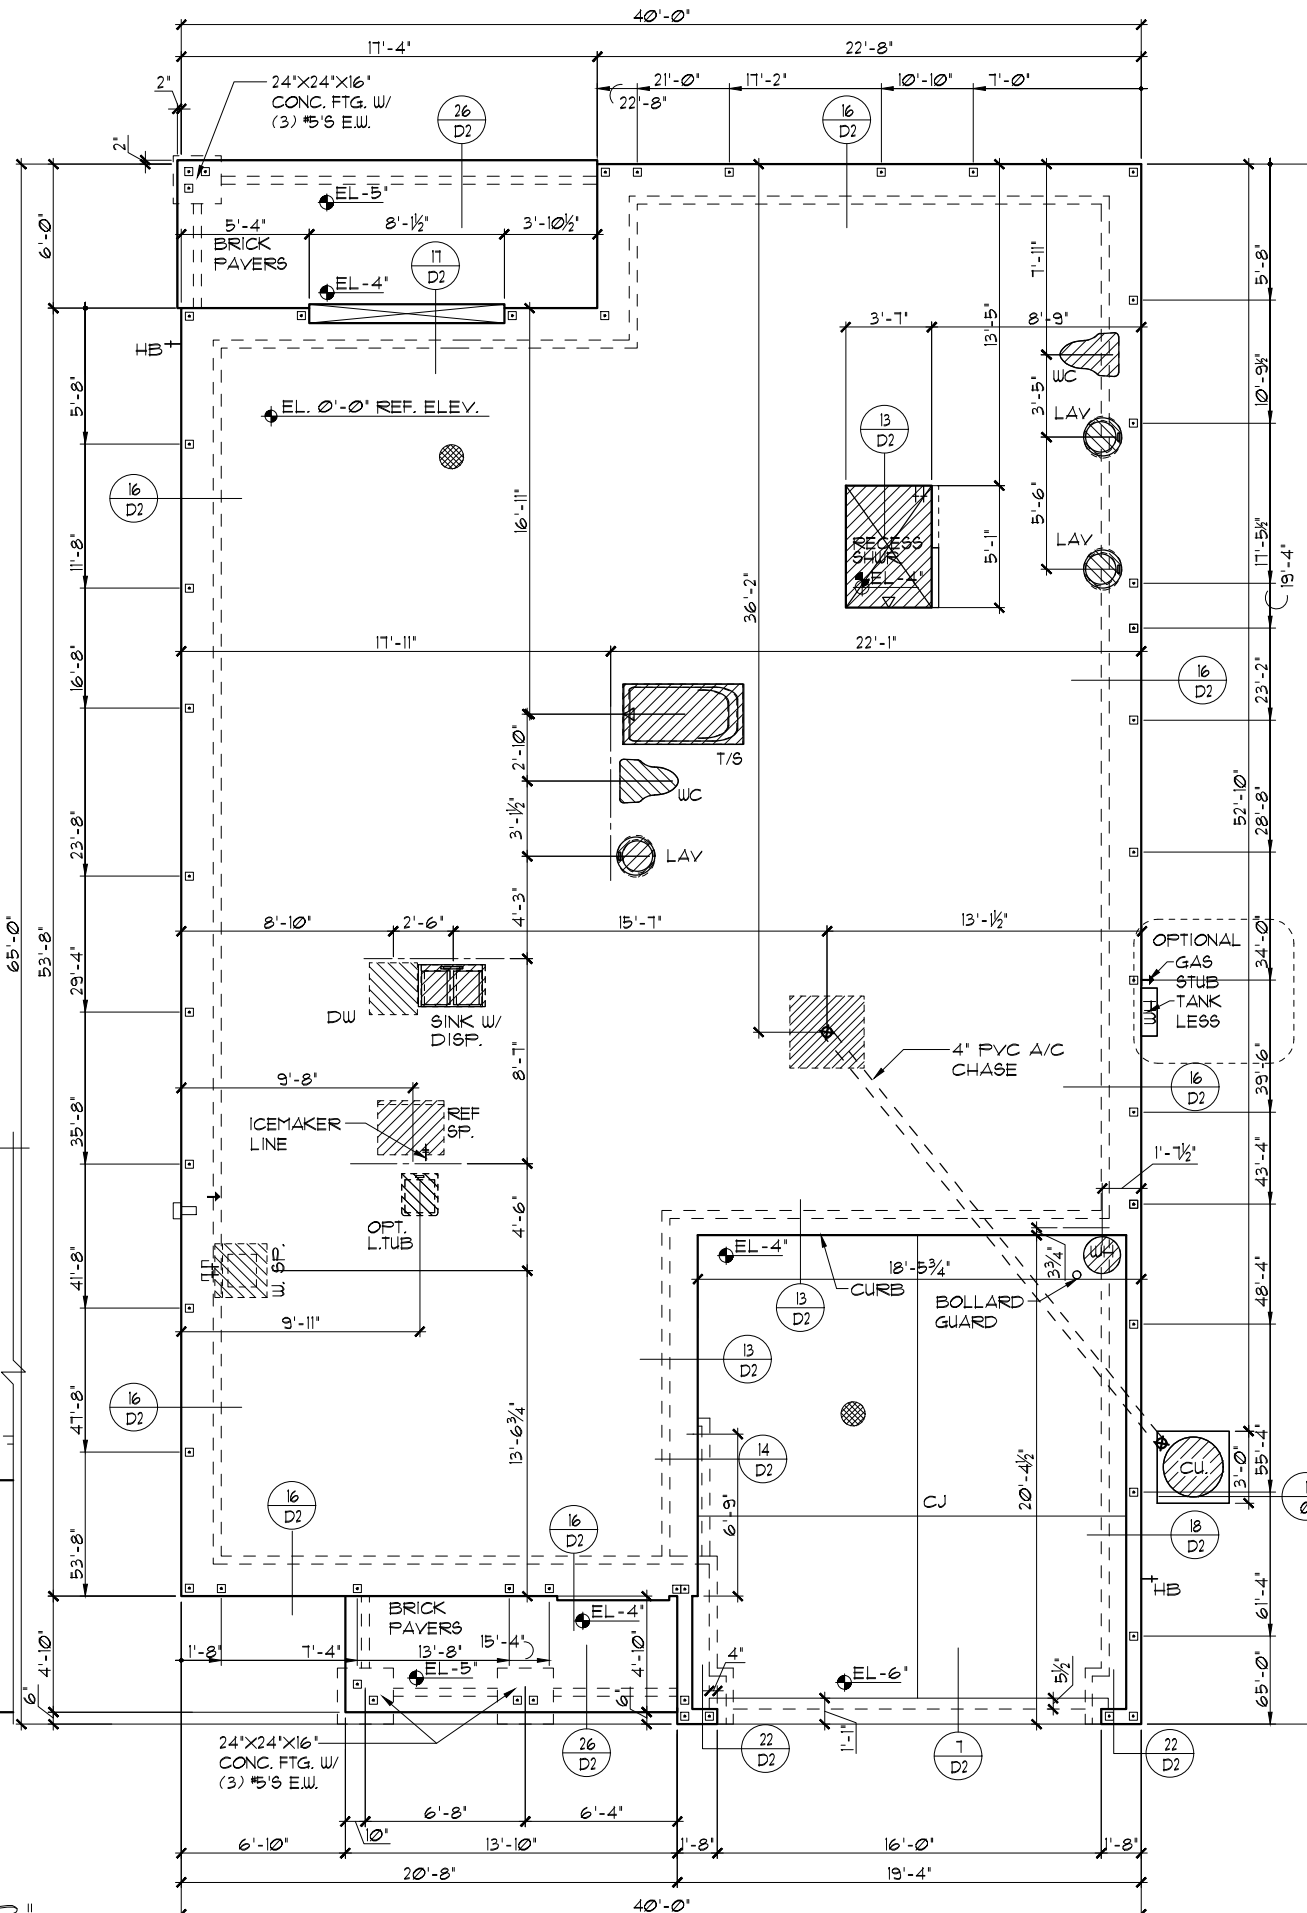 40'-0"
17'-4"
22'-8"
2"
24"X24"X16"
CONC. FTG. W/
(3) #5'S E.W.
21'-0"
17'-2"
10'-10"
7'-0"
22'-8"
26
D2
16
D2
2"
EL-5"
5'-4"
8'-1½"
3'-10½"
BRICK
PAVERS
17
D2
EL-4"
6'-0"
HB
EL. 0'-0" REF. ELEV.
7'-11"
13'-5"
3'-7"
8'-9"
WC
3'-5"
LAV
5'-6"
LAV
13
D2
RECESS
SHWR
EL-4"
5'-1"
5'-8"
10'-9½"
17'-5½"
19'-4"
5'-8"
16
D2
11'-8"
16'-11"
36'-2"
17'-11"
22'-1"
16
D2
16'-8"
23'-2"
2'-10"
T/S
WC
3'-1½"
LAV
52'-10"
28'-8"
23'-8"
4'-3"
65'-0"
53'-8"
8'-10"
2'-6"
15'-7"
13'-1½"
OPTIONAL
GAS
STUB
TANK
LESS
34'-0"
29'-4"
DW
SINK W/
DISP.
8'-7"
4" PVC A/C
CHASE
16
D2
39'-6"
9'-8"
ICEMAKER
LINE
REF
SP.
35'-8"
1'-7½"
43'-4"
OPT.
L.TUB
4'-6"
W. SP.
41'-8"
9'-11"
EL-4"
18'-5¾"
3¾"
WH
CURB
13
D2
BOLLARD
GUARD
48'-4"
13
D2
16
D2
47'-8"
13'-6¾"
14
D2
6'-9"
CJ
20'-4½"
CU.
3'-0"
55'-4"
16
D2
16
D2
18
D2
53'-8"
HB
61'-4"
BRICK
PAVERS
EL-4"
1'-8"
7'-4"
13'-8"
15'-4"
EL-5"
4'-10"
4'-10"
6"
6"
4"
EL-6"
5½"
1'-1"
65'-0"
24"X24"X16"
CONC. FTG. W/
(3) #5'S E.W.
26
D2
22
D2
7
D2
22
D2
6'-8"
6'-4"
10"
6'-10"
13'-10"
1'-8"
16'-0"
1'-8"
20'-8"
19'-4"
40'-0"